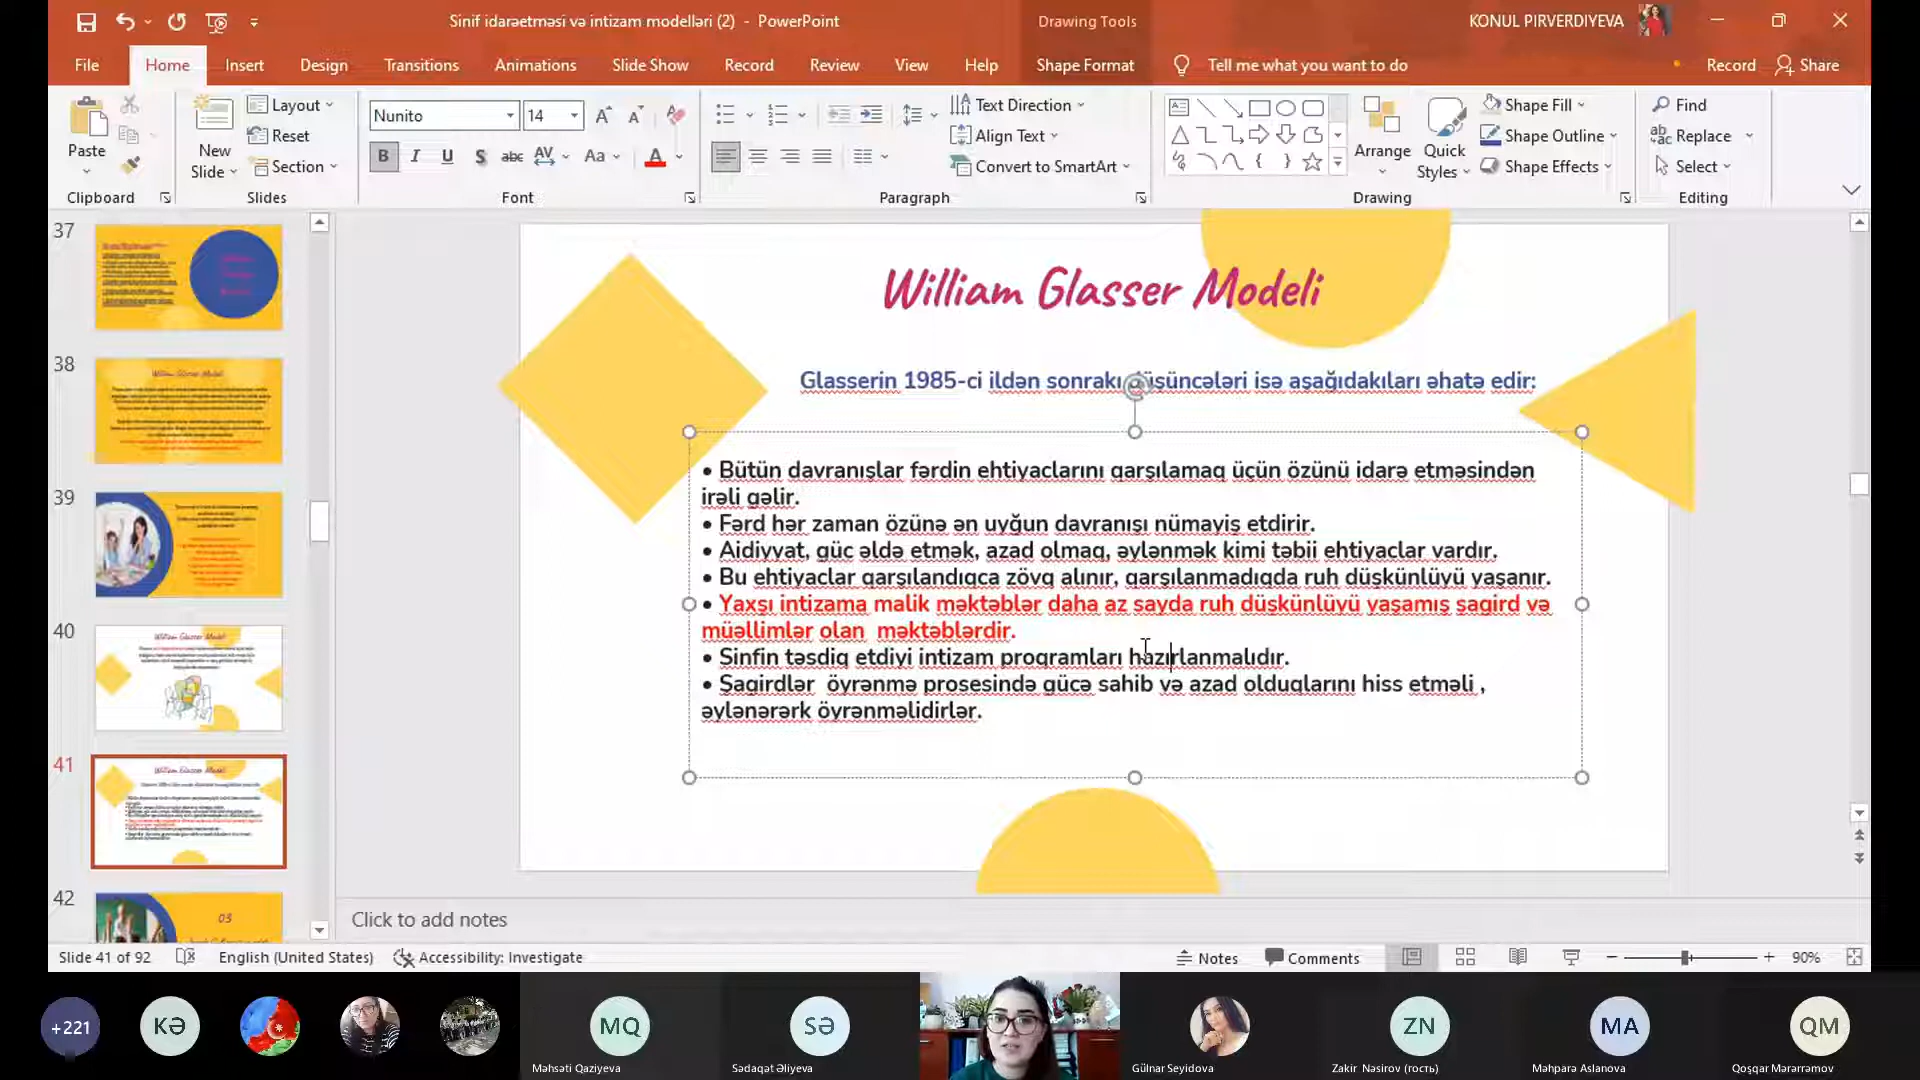 Sinif idarəetməsi və intizam modelləri (2) - PowerPoint
Drawing Tools
KONUL PIRVERDIYEVA
File Home Insert Design Transitions Animations Slide Show Record Review View Help Shape Format Tell me what you want to do Record Share
Paste
New Slide
Layout
Reset
Section
Nunito 14
Text Direction
Align Text
Convert to SmartArt
Arrange
Quick Styles
Shape Fill
Shape Outline
Shape Effects
Find
Replace
Select
Clipboard Slides Font Paragraph Drawing Editing
37
38
39
40
41
42
03
William Glasser Modeli
Glasserin 1985-ci ildən sonrakı düşüncələri isə aşağıdakıları əhatə edir:
• Bütün davranışlar fərdin ehtiyaclarını qarşılamaq üçün özünü idarə etməsindən
irəli gəlir.
• Fərd hər zaman özünə ən uyğun davranışı nümayiş etdirir.
• Aidiyyat, güc əldə etmək, azad olmaq, əylənmək kimi təbii ehtiyaclar vardır.
• Bu ehtiyaclar qarşılandıqca zövq alınır, qarşılanmadıqda ruh düşkünlüyü yaşanır.
• Yaxşı intizama malik məktəblər daha az sayda ruh düşkünlüyü yaşamış şagird və
müəllimlər olan məktəblərdir.
• Sinfin təsdiq etdiyi intizam proqramları hazırlanmalıdır.
• Şagirdlər öyrənmə prosesində gücə sahib və azad olduqlarını hiss etməli ,
əylənərərk öyrənməlidirlər.
Click to add notes
Slide 41 of 92 English (United States) Accessibility: Investigate Notes Comments 90%
+221 KƏ MQ SƏ ZN MA QM
Məhsəti Qaziyeva Sədaqət Əliyeva Gülnar Seyidova Zakir Nəsirov (гость) Məhparə Aslanova Qoşqar Məhərrəmov